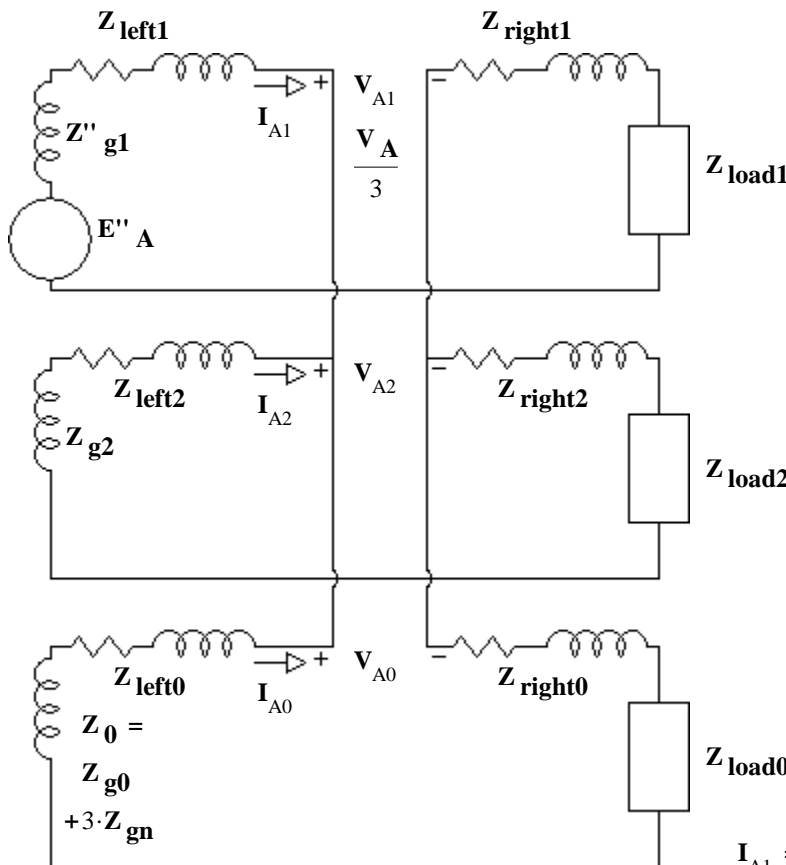 Z left1
Z right1
+ V A1 −
I A1
Z'' g1
V A
3
Z load1
E'' A
+ V A2 −
Z left2
Z right2
I A2
Z g2
Z load2
+ V A0 −
Z left0
Z right0
I A0
Z 0 =
Z g0
+3·Z gn
Z load0
I A1 =